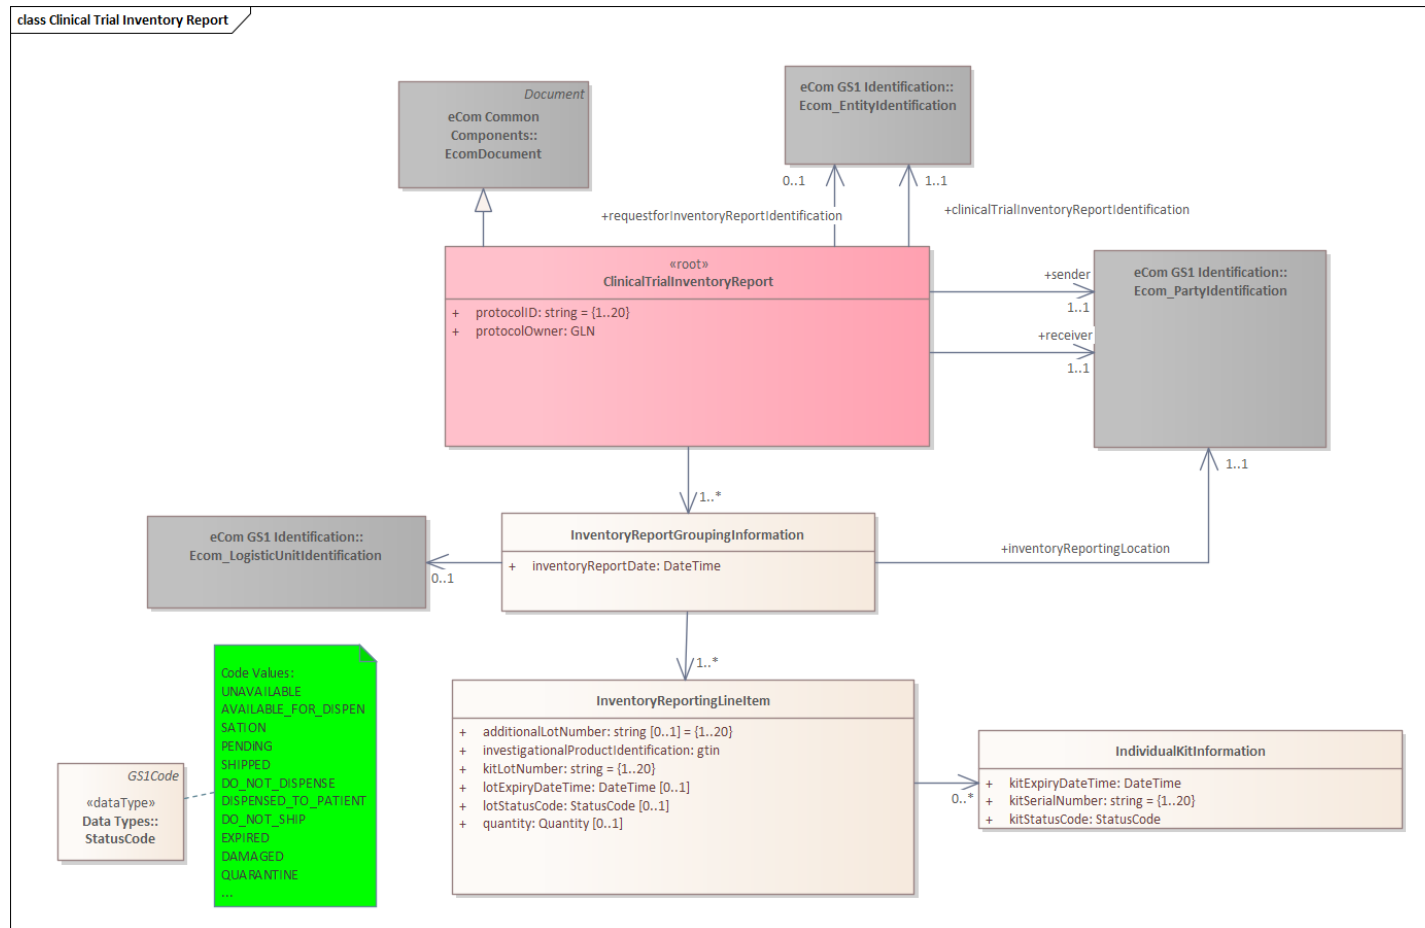 class Clinical Trial Inventory Report
Document
eCom Common
Components::
EcomDocument
eCom GS1 Identification::
Ecom_EntityIdentification
0..1
1..1
+requestforInventoryReportIdentification
+clinicalTrialInventoryReportIdentification
«root»
ClinicalTrialInventoryReport
+ protocolID: string = {1..20}
+ protocolOwner: GLN
+sender
1..1
+receiver
1..1
eCom GS1 Identification::
Ecom_PartyIdentification
1..*
1..1
eCom GS1 Identification::
Ecom_LogisticUnitIdentification
0..1
InventoryReportGroupingInformation
+ inventoryReportDate: DateTime
+inventoryReportingLocation
1..*
Code Values:
UNAVAILABLE
AVAILABLE_FOR_DISPEN
SATION
PENDING
SHIPPED
DO_NOT_DISPENSE
DISPENSED_TO_PATIENT
DO_NOT_SHIP
EXPIRED
DAMAGED
QUARANTINE
...
GS1Code
«dataType»
Data Types::
StatusCode
InventoryReportingLineItem
+ additionalLotNumber: string [0..1] = {1..20}
+ investigationalProductIdentification: gtin
+ kitLotNumber: string = {1..20}
+ lotExpiryDateTime: DateTime [0..1]
+ lotStatusCode: StatusCode [0..1]
+ quantity: Quantity [0..1]
0..*
IndividualKitInformation
+ kitExpiryDateTime: DateTime
+ kitSerialNumber: string = {1..20}
+ kitStatusCode: StatusCode